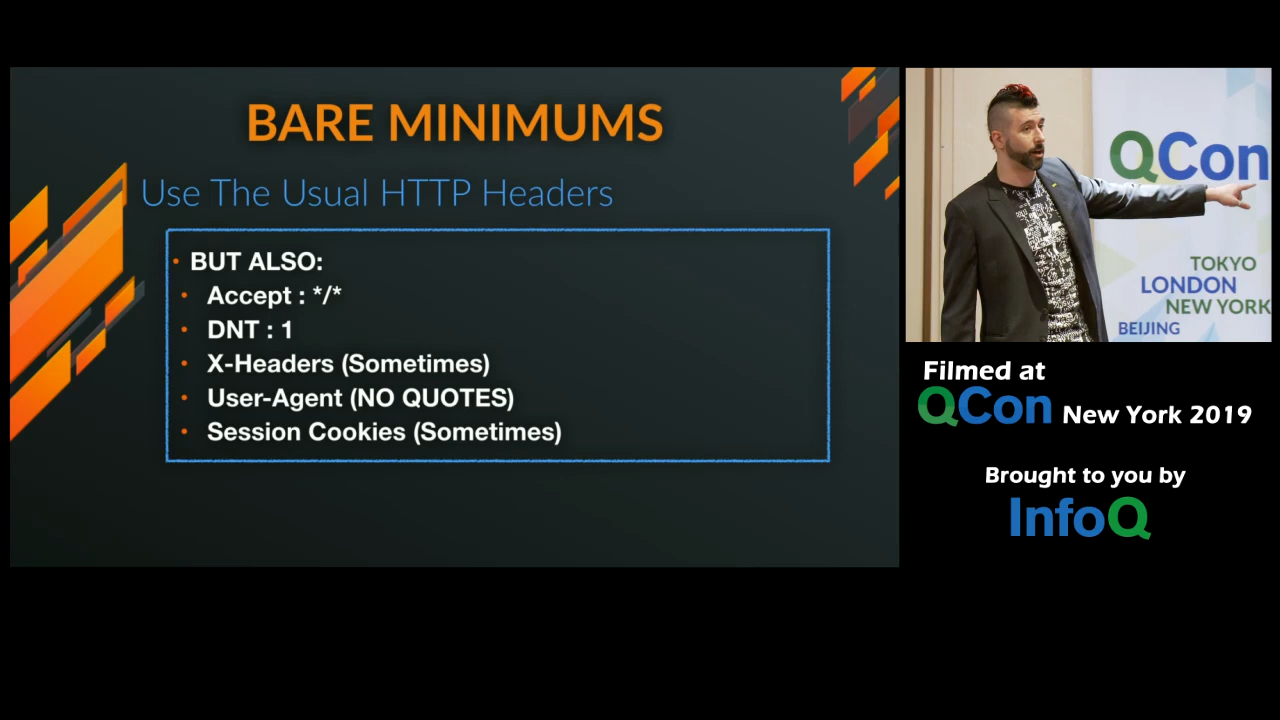 BARE MINIMUMS
Use The Usual HTTP Headers
• BUT ALSO:
• Accept : */*
• DNT : 1
• X-Headers (Sometimes)
• User-Agent (NO QUOTES)
• Session Cookies (Sometimes)
QCon
TOKYO
LONDON
NEW YORK
BEIJING
Filmed at
QCon New York 2019
Brought to you by
InfoQ